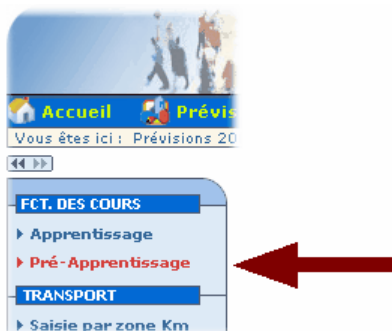 Accueil Prévis
Vous êtes ici : Prévisions 20
FCT. DES COURS
Apprentissage
Pré-Apprentissage
TRANSPORT
Saisie par zone Km